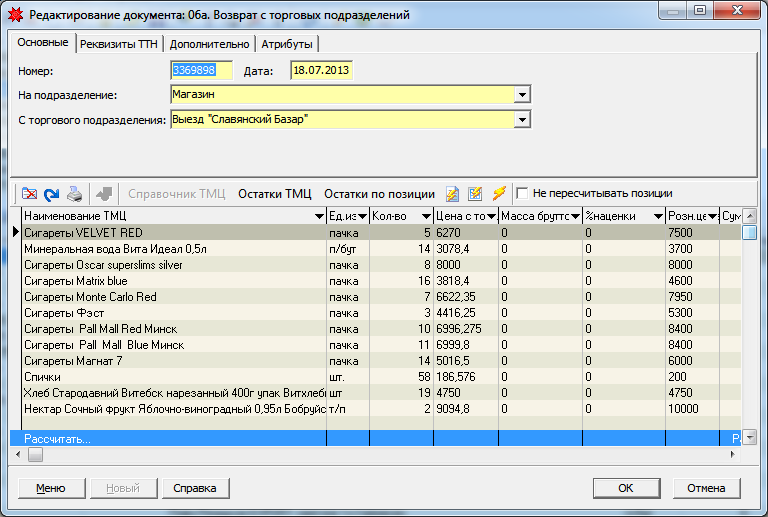 Редактирование документа: 06а. Возврат с торговых подразделений
Основные Реквизиты ТТН Дополнительно Атрибуты
Номер: 3369898 Дата: 18.07.2013
На подразделение: Магазин
С торгового подразделения: Выезд "Славянский Базар"
Справочник ТМЦ Остатки ТМЦ Остатки по позиции Не пересчитывать позиции
Наименование ТМЦ Ед.из Кол-во Цена с то Масса брутто %наценки Розн.це Сум
Сигареты VELVET RED пачка 5 6270 0 0 7500
Минеральная вода Вита Идеал 0,5л п/бут 14 3078,4 0 0 3700
Сигареты Oscar superslims silver пачка 8 8000 0 0 8000
Сигареты Matrix blue пачка 16 3818,4 0 0 4600
Сигареты Monte Carlo Red пачка 7 6622,35 0 0 7950
Сигареты Фэст пачка 3 4416,25 0 0 5300
Сигареты Pall Mall Red Минск пачка 10 6996,275 0 0 8400
Сигареты Pall Mall Blue Минск пачка 11 6999,8 0 0 8400
Сигареты Магнат 7 пачка 14 5016,5 0 0 6000
Спички шт. 58 186,576 0 0 200
Хлеб Стародавний Витебск нарезанный 400г упак Витхлеб шт 19 4750 0 0 4750
Нектар Сочный фрукт Яблочно-виноградный 0,95л Бобруйс т/п 2 9094,8 0 0 10000
Рассчитать... Р
Меню Новый Справка OK Отмена